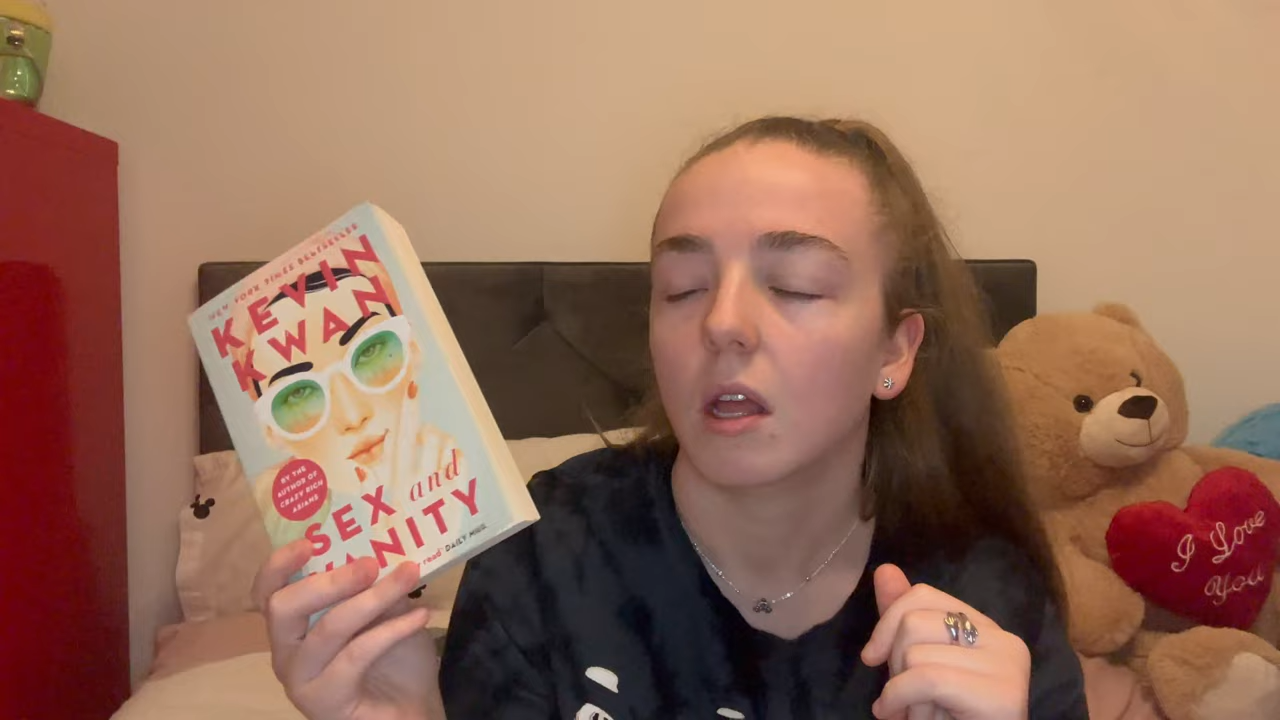 NEW YORK TIMES BESTSELLER
KEVIN
KWAN
BY THE
AUTHOR OF
CRAZY RICH
ASIANS
SEX and
VANITY
read DAILY MAIL
I Love
You